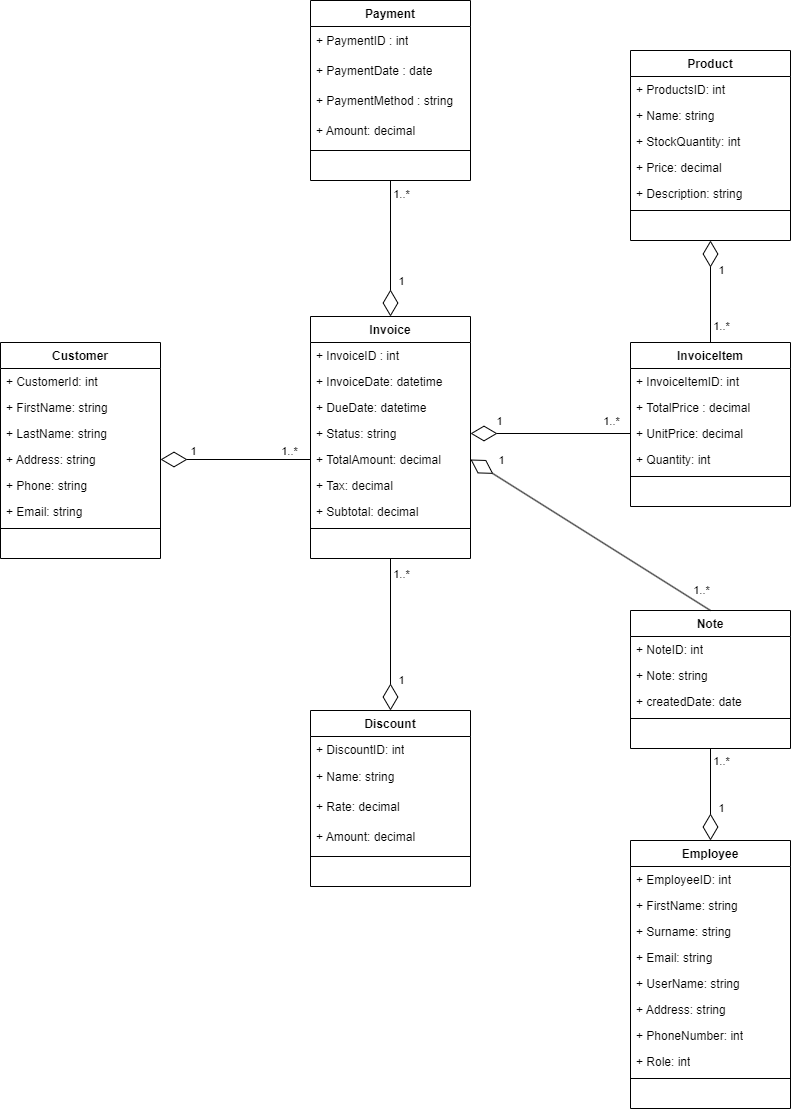 Payment
+ PaymentID : int
+ PaymentDate : date
+ PaymentMethod : string
+ Amount: decimal
1..*
1
Product
+ ProductsID: int
+ Name: string
+ StockQuantity: int
+ Price: decimal
+ Description: string
1
1..*
Customer
+ CustomerId: int
+ FirstName: string
+ LastName: string
+ Address: string
+ Phone: string
+ Email: string
1
1..*
Invoice
+ InvoiceID : int
+ InvoiceDate: datetime
+ DueDate: datetime
+ Status: string
+ TotalAmount: decimal
+ Tax: decimal
+ Subtotal: decimal
1
1..*
1
1..*
InvoiceItem
+ InvoiceItemID: int
+ TotalPrice : decimal
+ UnitPrice: decimal
+ Quantity: int
1..*
1
Discount
+ DiscountID: int
+ Name: string
+ Rate: decimal
+ Amount: decimal
Note
+ NoteID: int
+ Note: string
+ createdDate: date
1..*
1
Employee
+ EmployeeID: int
+ FirstName: string
+ Surname: string
+ Email: string
+ UserName: string
+ Address: string
+ PhoneNumber: int
+ Role: int